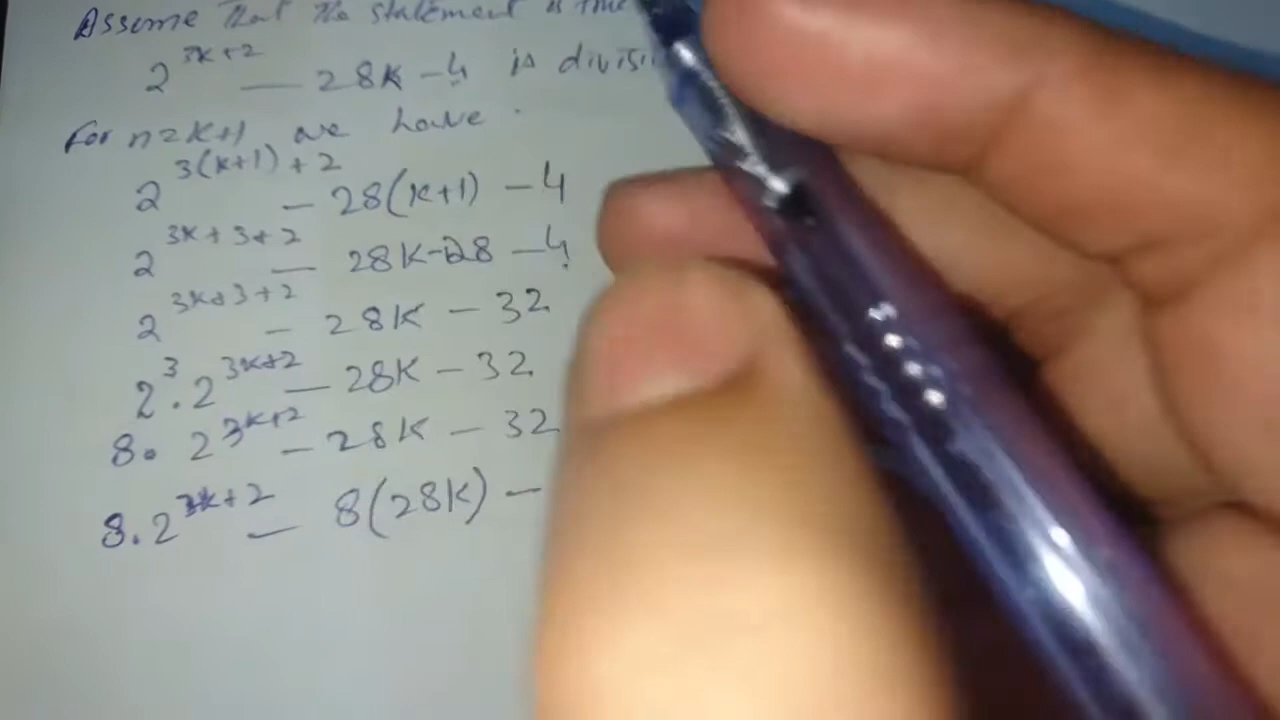 Assume that the statement is true
2^{3k+2} — 28k - 4 is divisi
For n=k+1 we have
2^{3(k+1)+2} - 28(k+1) - 4
2^{3k+3+2} — 28k-28 - 4
2^{3k+3+2} - 28k - 32
2^3 . 2^{3k+2} — 28k - 32
8. 2^{3k+2} - 28k - 32
8. 2^{3k+2} — 8(28k) -